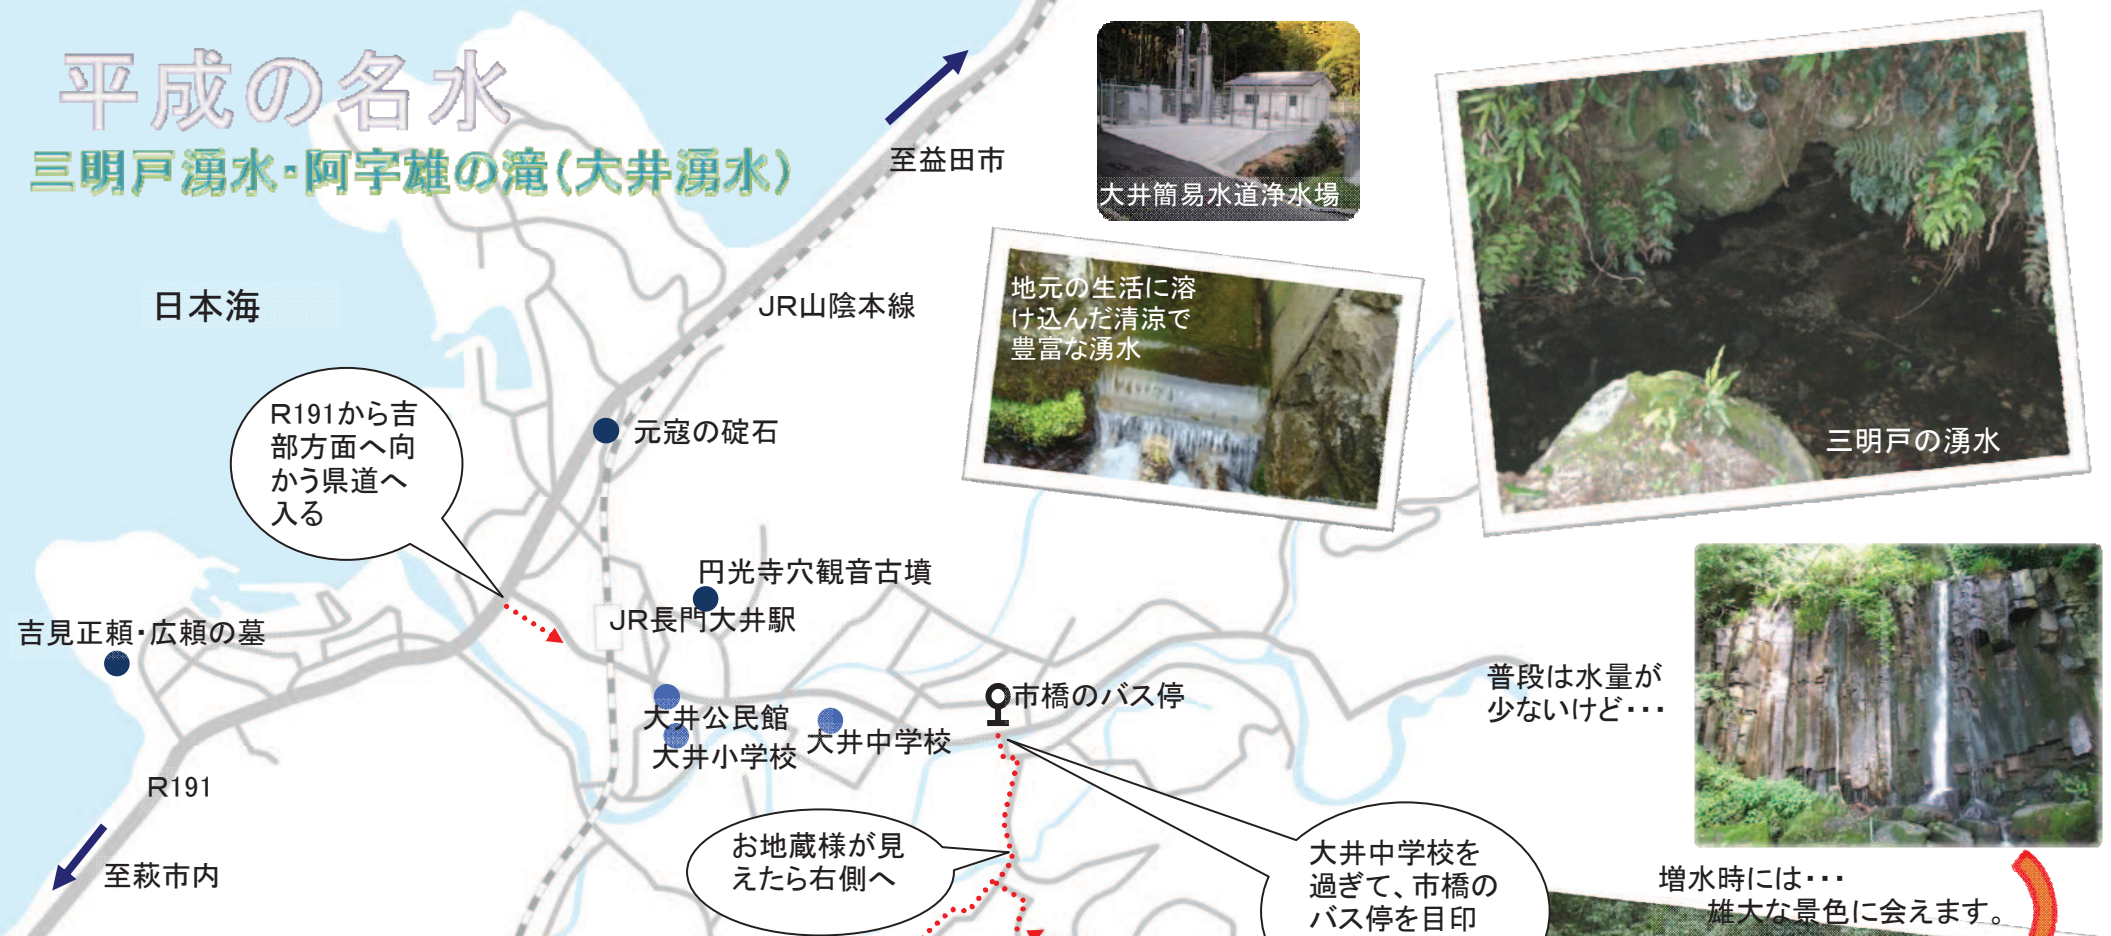 平成の名水
三明戸湧水・阿字雄の滝(大井湧水)
至益田市
大井簡易水道浄水場
日本海
JR山陰本線
地元の生活に溶
け込んだ清涼で
豊富な湧水
三明戸の湧水
R191から吉
部方面へ向
かう県道へ
入る
元寇の碇石
円光寺穴観音古墳
JR長門大井駅
吉見正頼・広頼の墓
市橋のバス停
大井公民館
大井小学校
大井中学校
普段は水量が
少ないけど・・・
R191
至萩市内
お地蔵様が見
えたら右側へ
大井中学校を
過ぎて、市橋の
バス停を目印
増水時には・・・
雄大な景色に会えます。